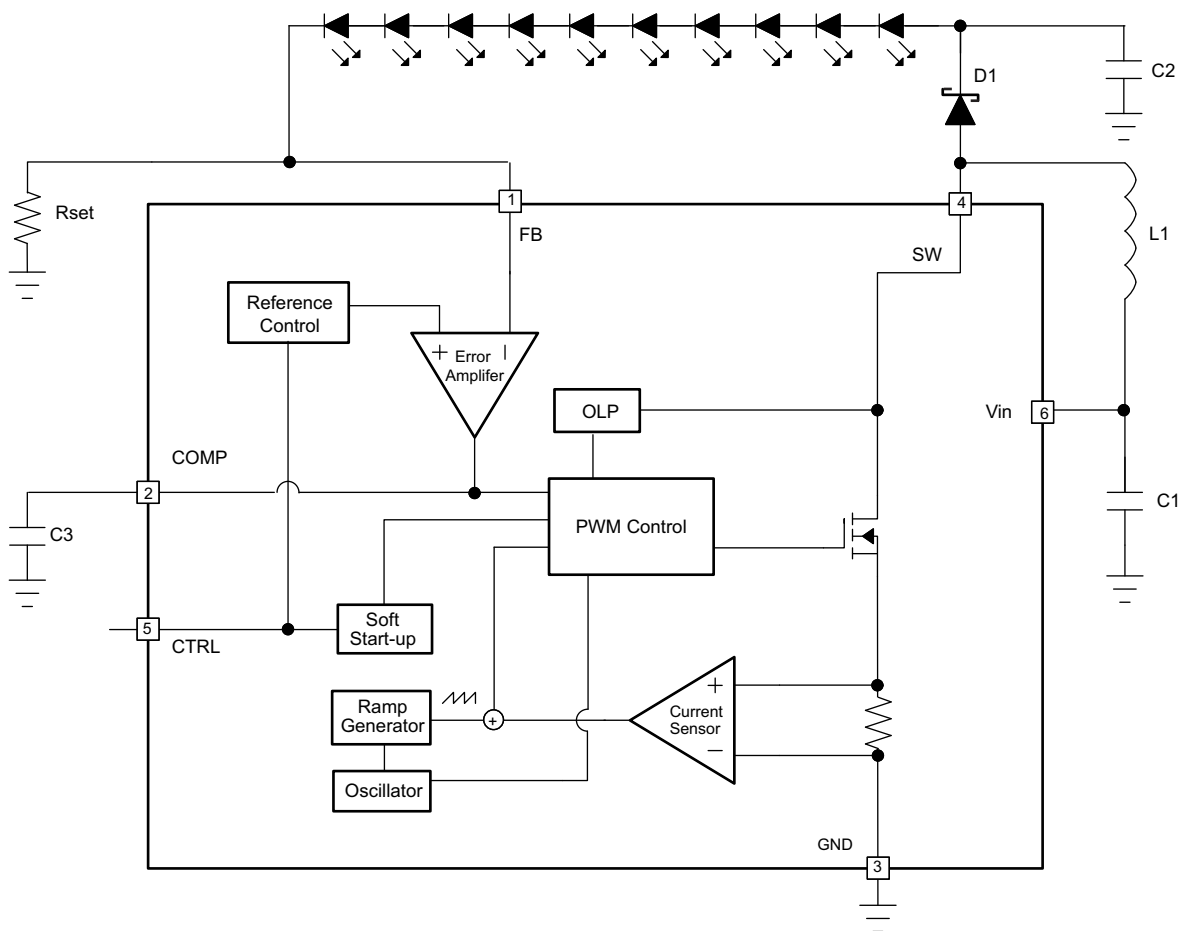 D1
C2
Rset
1
4
FB
SW
L1
Reference
Control
+
−
Error
Amplifer
OLP
Vin
6
COMP
2
PWM Control
C1
C3
5
CTRL
Soft
Start-up
Ramp
Generator
+
+
Current
Sensor
−
Oscillator
GND
3